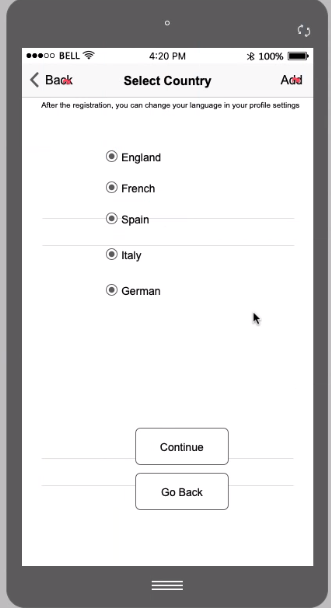 BELL 4:20 PM 100%
Back Select Country Add
After the registration, you can change your language in your profile settings
England
French
Spain
Italy
German
Continue
Go Back